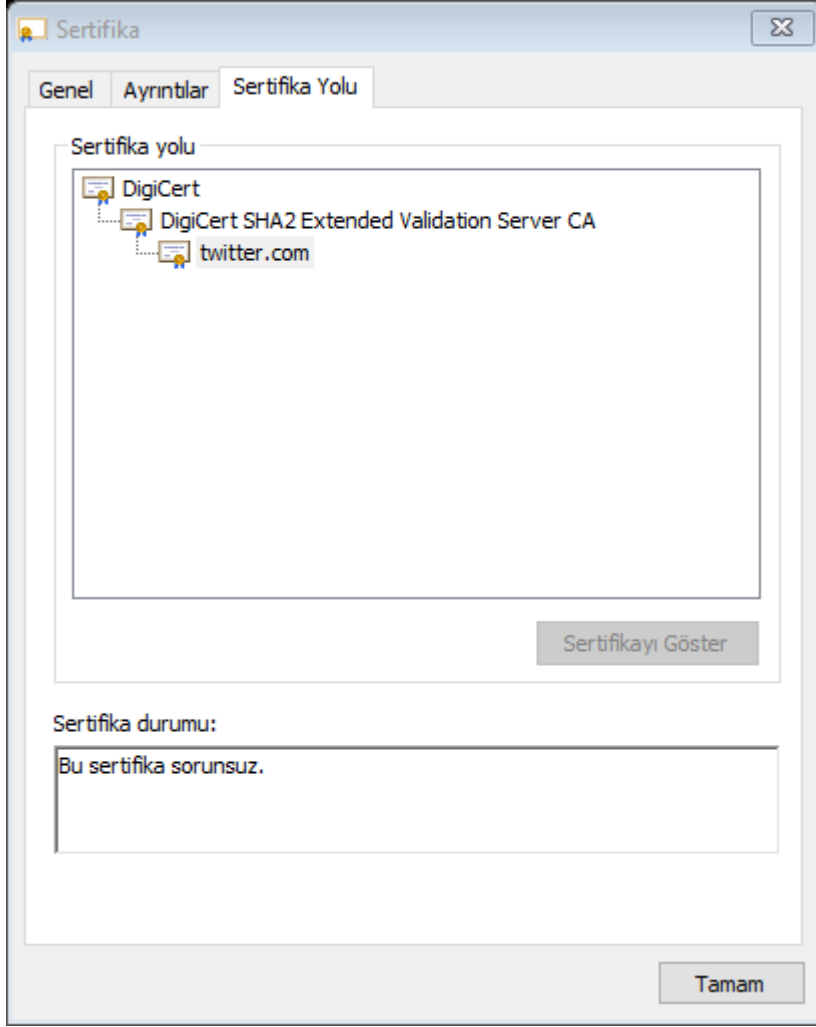 Sertifika
Genel Ayrıntılar Sertifika Yolu
Sertifika yolu
DigiCert
DigiCert SHA2 Extended Validation Server CA
twitter.com
Sertifikayı Göster
Sertifika durumu:
Bu sertifika sorunsuz.
Tamam